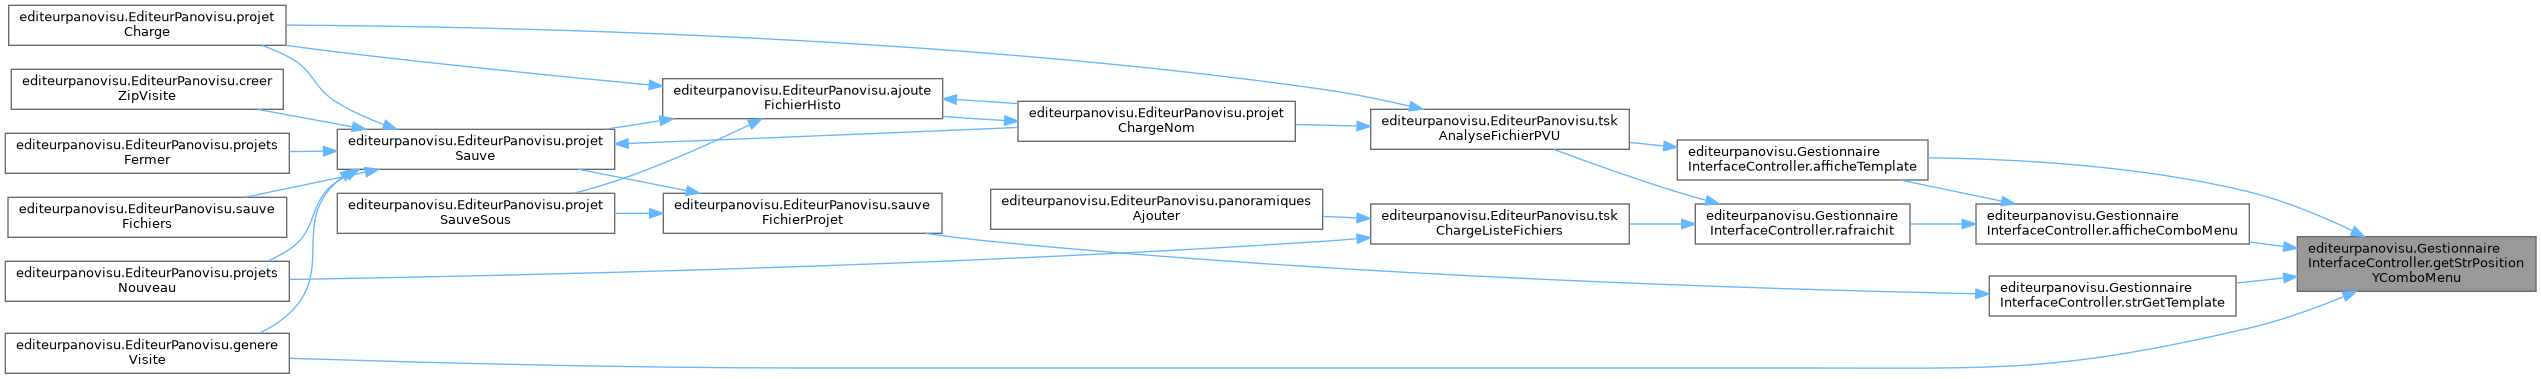 editeurpanovisu.EditeurPanovisu.projet
Charge
editeurpanovisu.EditeurPanovisu.creer
ZipVisite
editeurpanovisu.EditeurPanovisu.projets
Fermer
editeurpanovisu.EditeurPanovisu.sauve
Fichiers
editeurpanovisu.EditeurPanovisu.projets
Nouveau
editeurpanovisu.EditeurPanovisu.genere
Visite
editeurpanovisu.EditeurPanovisu.projet
Sauve
editeurpanovisu.EditeurPanovisu.projet
SauveSous
editeurpanovisu.EditeurPanovisu.ajoute
FichierHisto
editeurpanovisu.EditeurPanovisu.sauve
FichierProjet
editeurpanovisu.EditeurPanovisu.projet
ChargeNom
editeurpanovisu.EditeurPanovisu.panoramiques
Ajouter
editeurpanovisu.EditeurPanovisu.tsk
AnalyseFichierPVU
editeurpanovisu.EditeurPanovisu.tsk
ChargeListeFichiers
editeurpanovisu.Gestionnaire
InterfaceController.afficheTemplate
editeurpanovisu.Gestionnaire
InterfaceController.rafraichit
editeurpanovisu.Gestionnaire
InterfaceController.afficheComboMenu
editeurpanovisu.Gestionnaire
InterfaceController.strGetTemplate
editeurpanovisu.Gestionnaire
InterfaceController.getStrPosition
YComboMenu